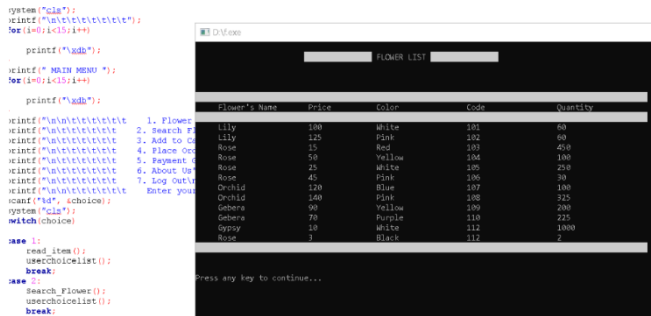 ystem("cls");
printf("\n\t\t\t\t\t\t\t");
for(i=0;i<15;i++)
printf("\xdb");
printf(" MAIN MENU ");
for(i=0;i<15;i++)
printf("\xdb");
printf("\n\n\t\t\t\t\t\t\t 1. Flower
printf("\n\t\t\t\t\t\t\t 2. Search Fl
printf("\n\t\t\t\t\t\t\t 3. Add to Ca
printf("\n\t\t\t\t\t\t\t 4. Place Ord
printf("\n\t\t\t\t\t\t\t 5. Payment
printf("\n\t\t\t\t\t\t\t 6. About Us"
printf("\n\t\t\t\t\t\t\t 7. Log Out\n
printf("\n\n\t\t\t\t\t\t\t Enter your
scanf("%d", &choice);
ystem("cls");
switch(choice)
case 1:
read_item();
userchoicelist();
break;
case 2:
Search_Flower();
userchoicelist();
break;
D:\f.exe
FLOWER LIST
Flower's Name Price Color Code Quantity
Lily 100 White 101 60
Lily 125 Pink 102 60
Rose 15 Red 103 450
Rose 50 Yellow 104 100
Rose 25 White 105 250
Rose 45 Pink 106 30
Orchid 120 Blue 107 100
Orchid 140 Pink 108 325
Gebera 90 Yellow 109 200
Gebera 70 Purple 110 225
Gypsy 10 White 112 1000
Rose 3 Black 112 2
Press any key to continue...